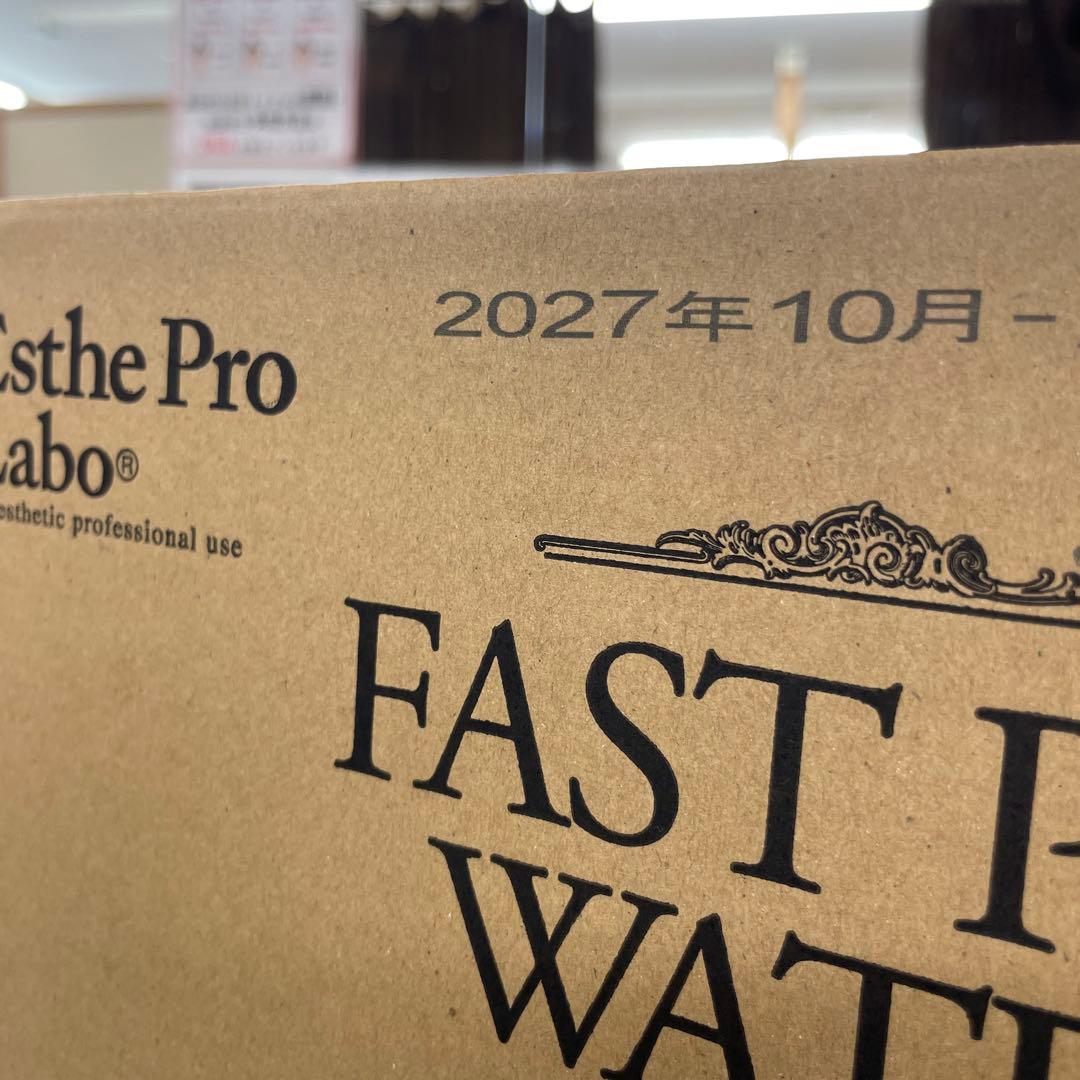 2027年10月 -
Esthe Pro
Labo®
esthetic professional use
FAST P
WAT